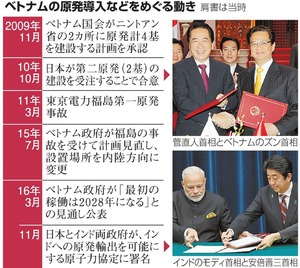 ベトナムの原発導入などをめぐる動き 肩書は当時
2009年
11月
ベトナム国会がニントゥアン
省の2カ所に原発計4基
を建設する計画を承認
10年
10月
日本が第二原発(2基)の
建設を受注することで合意
11年
3月
東京電力福島第一原発
事故
15年
7月
ベトナム政府が福島の事
故を受けて計画見直し、
設置場所を内陸方向に
変更
16年
3月
ベトナム政府が「最初の
稼働は2028年になる」と
の見通し公表
11月
日本とインド両政府が、イ
ンドへの原発輸出を可能に
する原子力協定に署名
菅直人首相とベトナムのズン首相
インドのモディ首相と安倍晋三首相